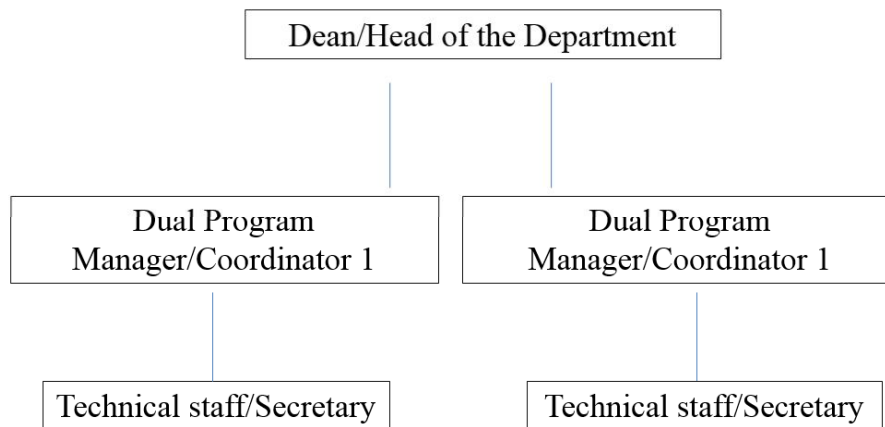 Dean/Head of the Department
Dual Program
Manager/Coordinator 1
Dual Program
Manager/Coordinator 1
Technical staff/Secretary
Technical staff/Secretary